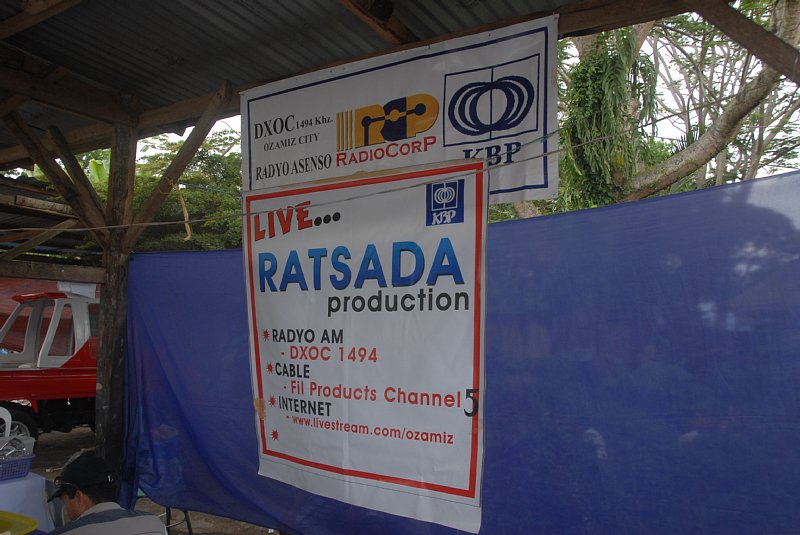 DXOC 1494 Khz.
OZAMIZ CITY
RADYO ASENSO
RCP
RADIOCORP
KBP
LIVE...
KBP
RATSADA
production
* RADYO AM
- DXOC 1494
* CABLE
- Fil Products Channel 5
* INTERNET
- www.livestream.com/ozamiz
*